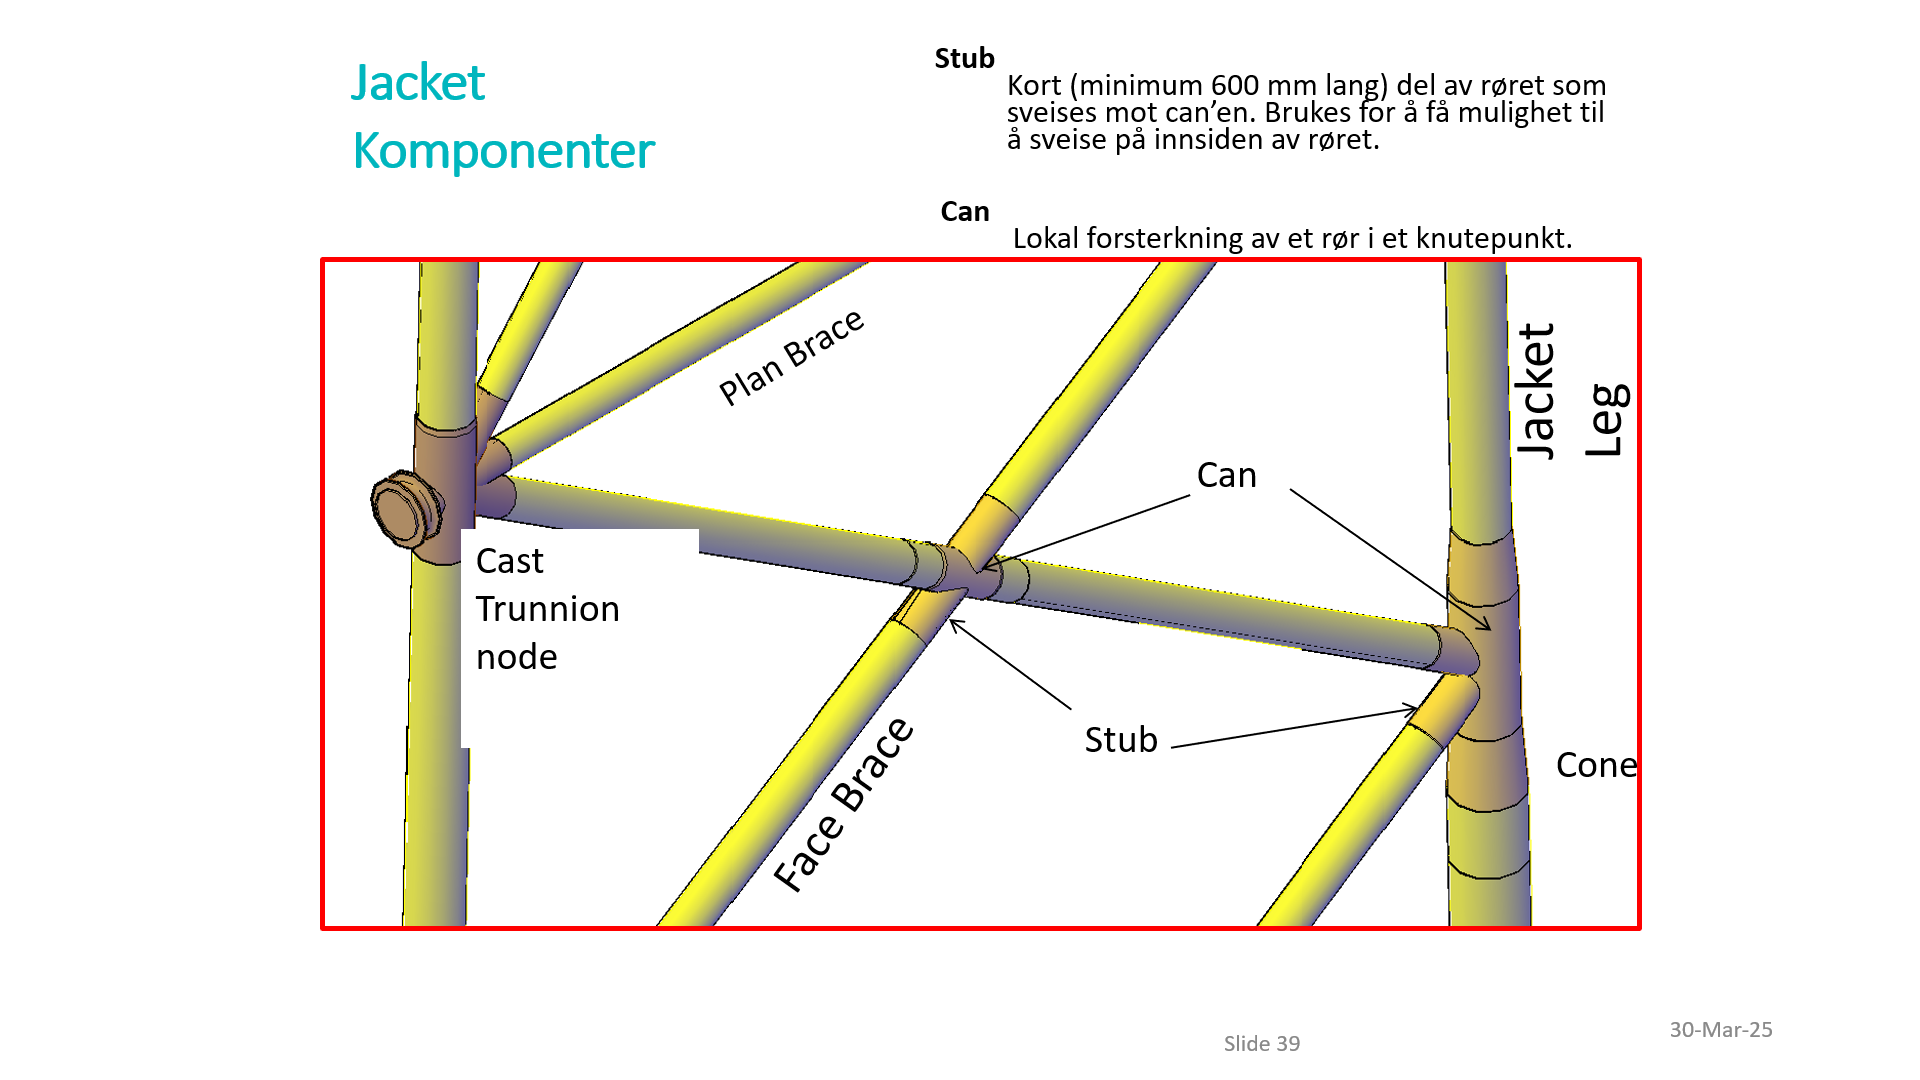 Jacket
Komponenter
Stub
Kort (minimum 600 mm lang) del av røret som
sveises mot can’en. Brukes for å få mulighet til
å sveise på innsiden av røret.
Can
Lokal forsterkning av et rør i et knutepunkt.
Plan Brace
Jacket
Leg
Can
Cast
Trunnion
node
Face Brace
Stub
Cone
Slide 39
30-Mar-25